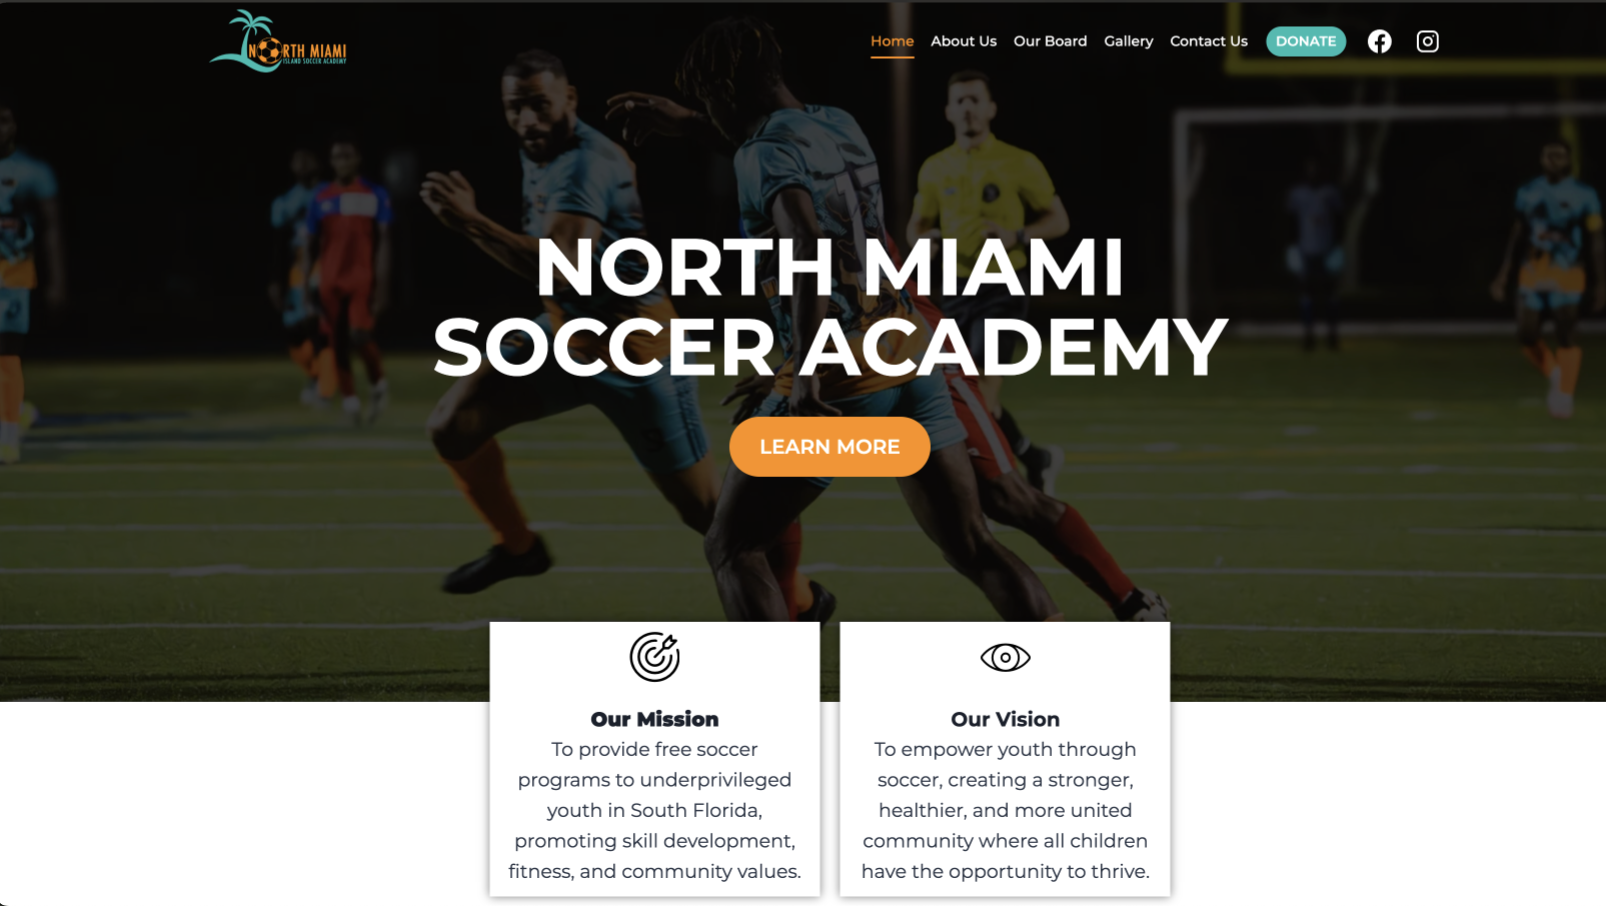 NORTH MIAMI
ISLAND SOCCER ACADEMY
Home About Us Our Board Gallery Contact Us DONATE
NORTH MIAMI
SOCCER ACADEMY
LEARN MORE
Our Mission
To provide free soccer
programs to underprivileged
youth in South Florida,
promoting skill development,
fitness, and community values.
Our Vision
To empower youth through
soccer, creating a stronger,
healthier, and more united
community where all children
have the opportunity to thrive.